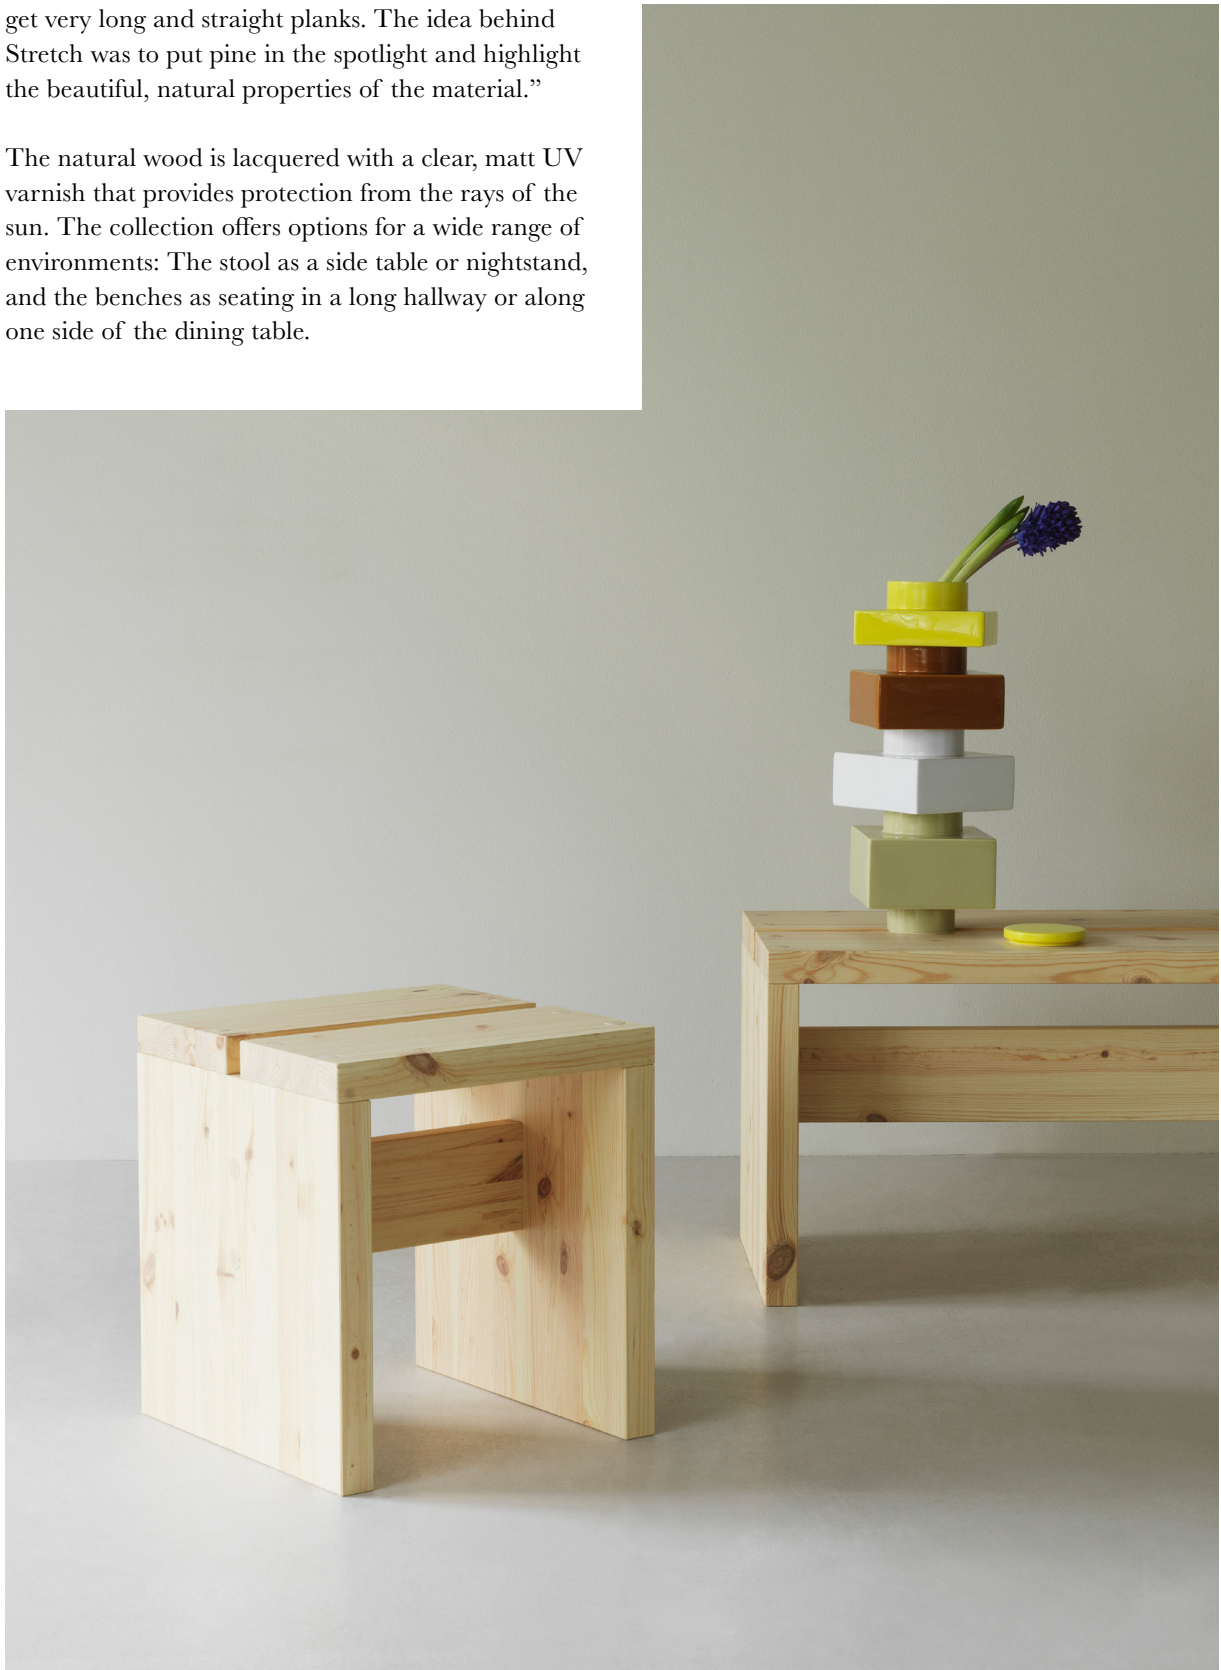 get very long and straight planks. The idea behind
Stretch was to put pine in the spotlight and highlight
the beautiful, natural properties of the material.”
The natural wood is lacquered with a clear, matt UV
varnish that provides protection from the rays of the
sun. The collection offers options for a wide range of
environments: The stool as a side table or nightstand,
and the benches as seating in a long hallway or along
one side of the dining table.